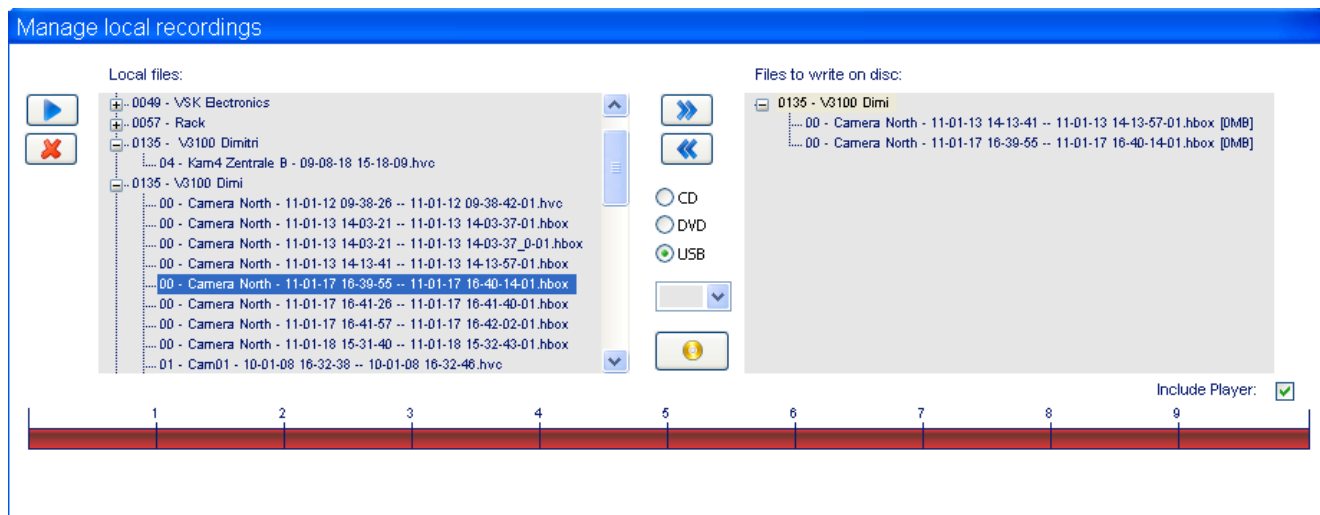 Manage local recordings
Local files:
0049 - VSK Electronics
0057 - Rack
0135 - V3100 Dimitri
04 - Kam4 Zentrale B - 09-08-18 15-18-09.hvc
0135 - V3100 Dimi
00 - Camera North - 11-01-12 09-38-26 -- 11-01-12 09-38-42-01.hvc
00 - Camera North - 11-01-13 14-03-21 -- 11-01-13 14-03-37-01.hbox
00 - Camera North - 11-01-13 14-03-21 -- 11-01-13 14-03-37_0-01.hbox
00 - Camera North - 11-01-13 14-13-41 -- 11-01-13 14-13-57-01.hbox
00 - Camera North - 11-01-17 16-39-55 -- 11-01-17 16-40-14-01.hbox
00 - Camera North - 11-01-17 16-41-26 -- 11-01-17 16-41-40-01.hbox
00 - Camera North - 11-01-17 16-41-57 -- 11-01-17 16-42-02-01.hbox
00 - Camera North - 11-01-18 15-31-40 -- 11-01-18 15-32-43-01.hbox
01 - Cam01 - 10-01-08 16-32-38 -- 10-01-08 16-32-46.hvc
CD
DVD
USB
Files to write on disc:
0135 - V3100 Dimi
00 - Camera North - 11-01-13 14-13-41 -- 11-01-13 14-13-57-01.hbox [0MB]
00 - Camera North - 11-01-17 16-39-55 -- 11-01-17 16-40-14-01.hbox [0MB]
Include Player:
1 2 3 4 5 6 7 8 9